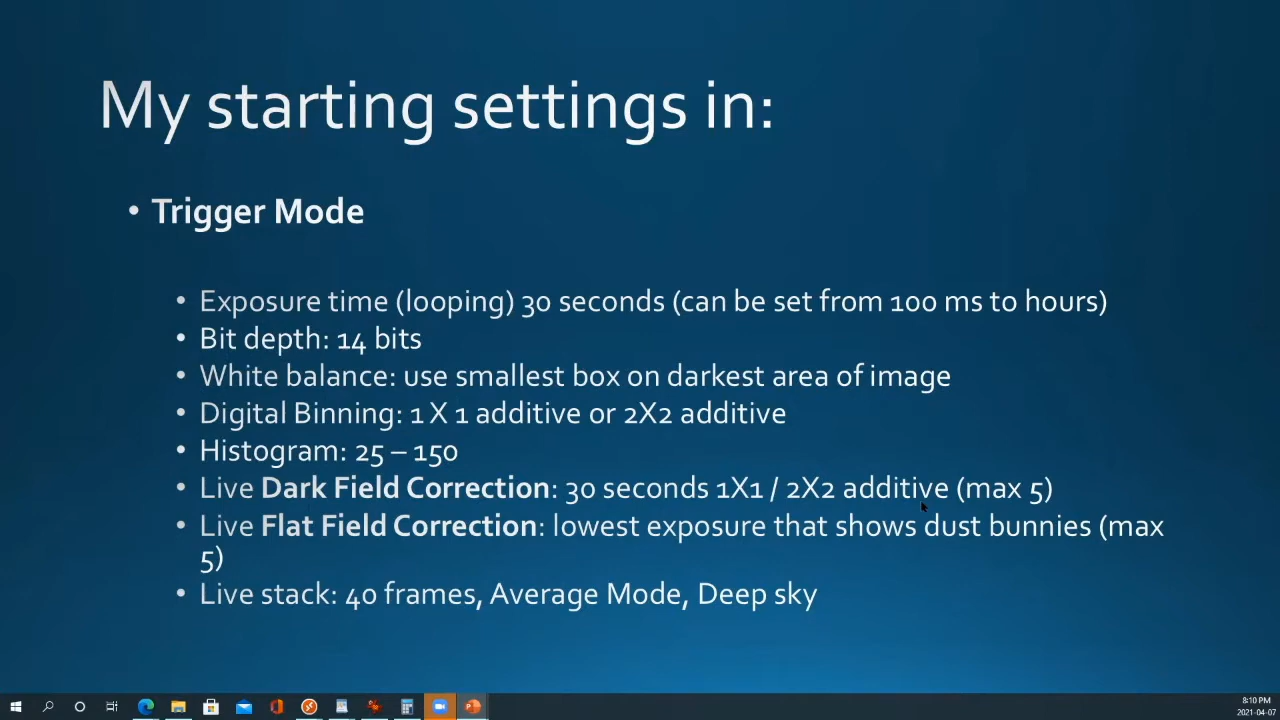 My starting settings in:
• Trigger Mode
• Exposure time (looping) 30 seconds (can be set from 100 ms to hours)
• Bit depth: 14 bits
• White balance: use smallest box on darkest area of image
• Digital Binning: 1 X 1 additive or 2X2 additive
• Histogram: 25 – 150
• Live Dark Field Correction: 30 seconds 1X1 / 2X2 additive (max 5)
• Live Flat Field Correction: lowest exposure that shows dust bunnies (max
5)
• Live stack: 40 frames, Average Mode, Deep sky
8:10 PM
2021-04-07